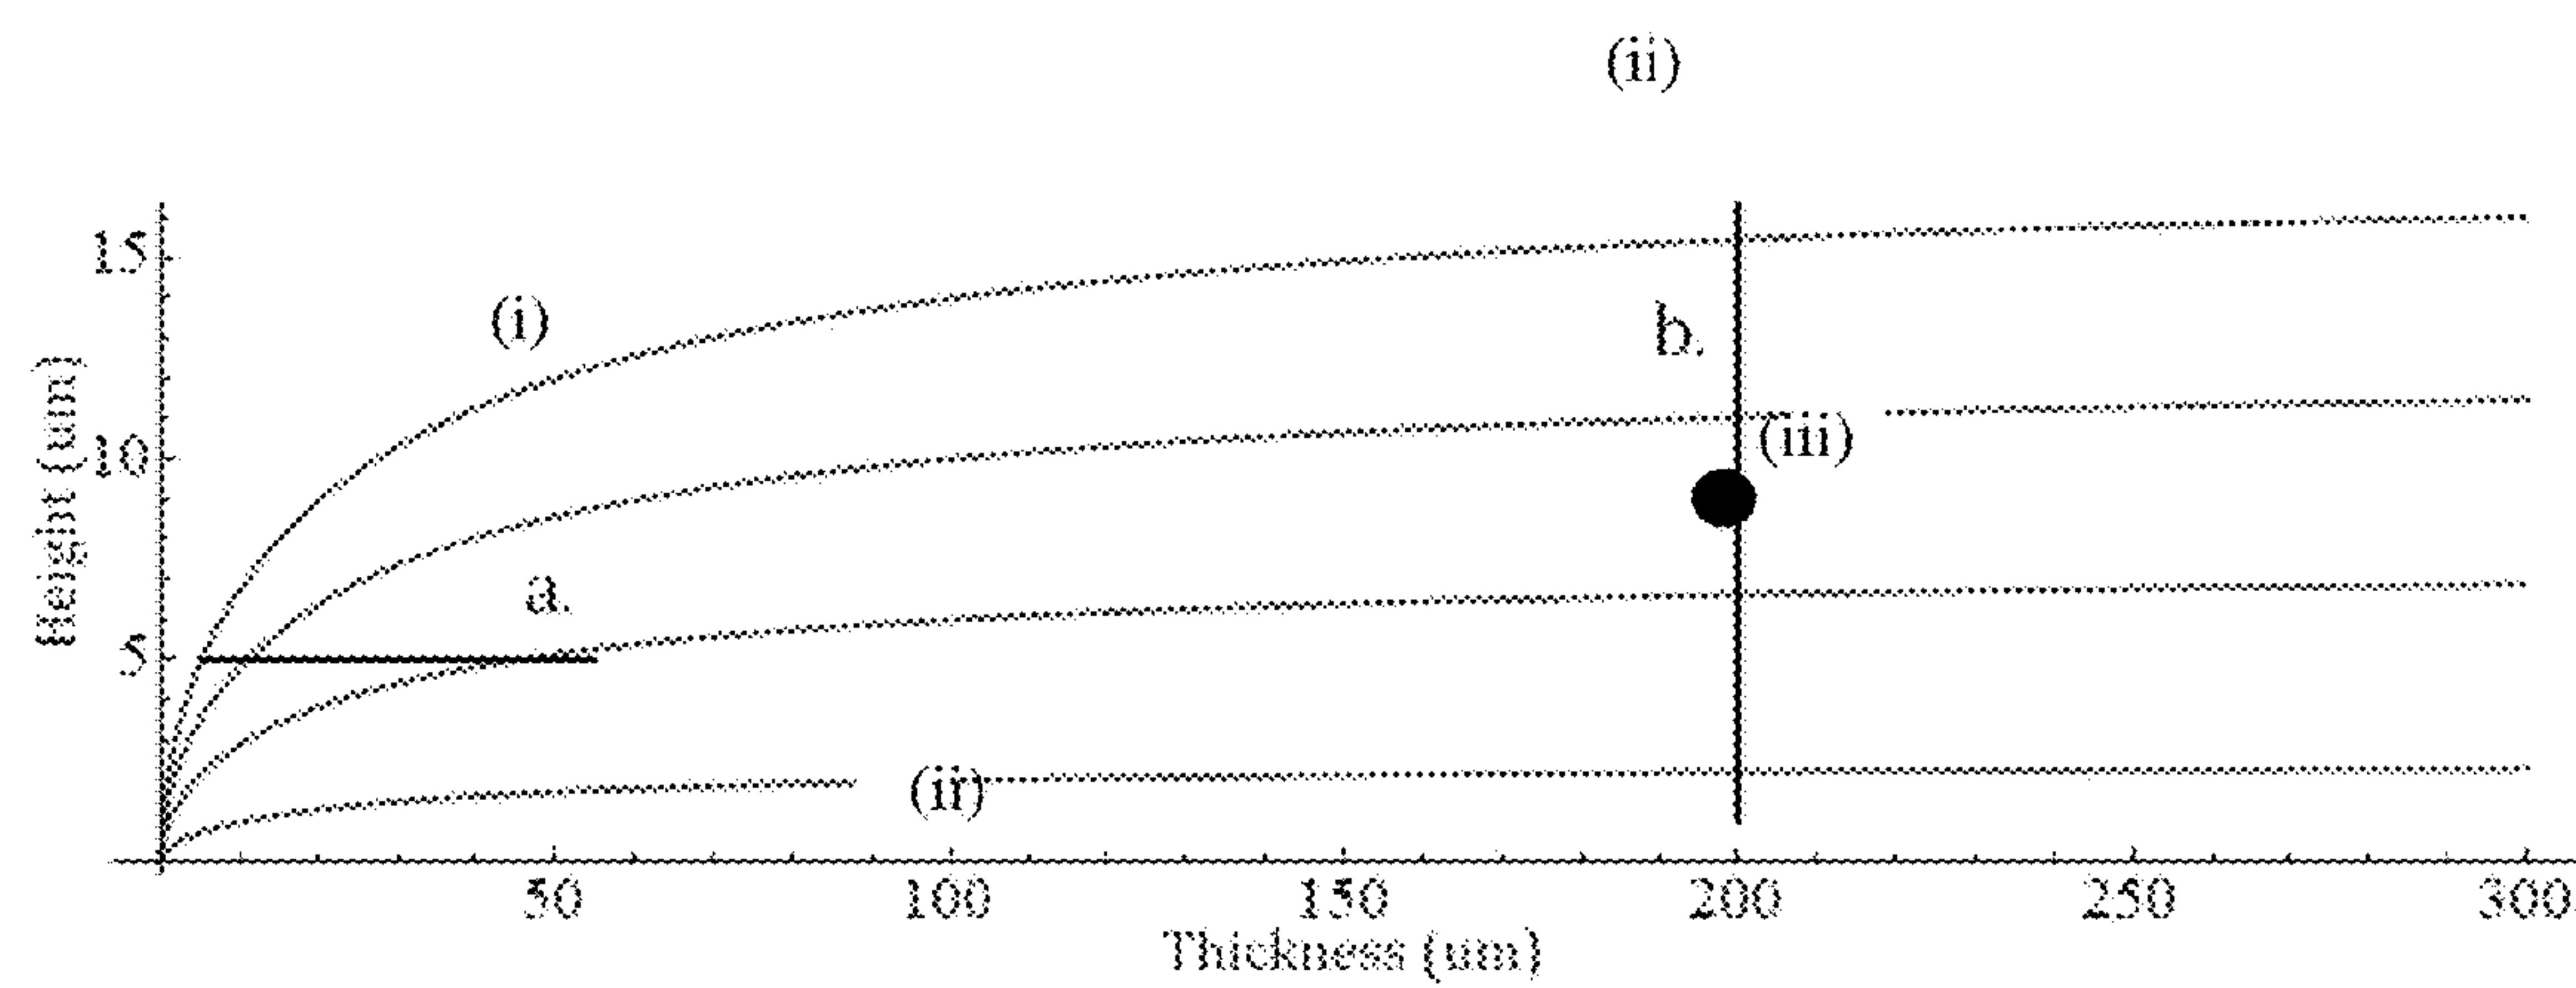 (ii)
15
(i)
b.
10
(iii)
Height (um)
a.
5
(ii)
50 100 150 200 250 300
Thickness (um)